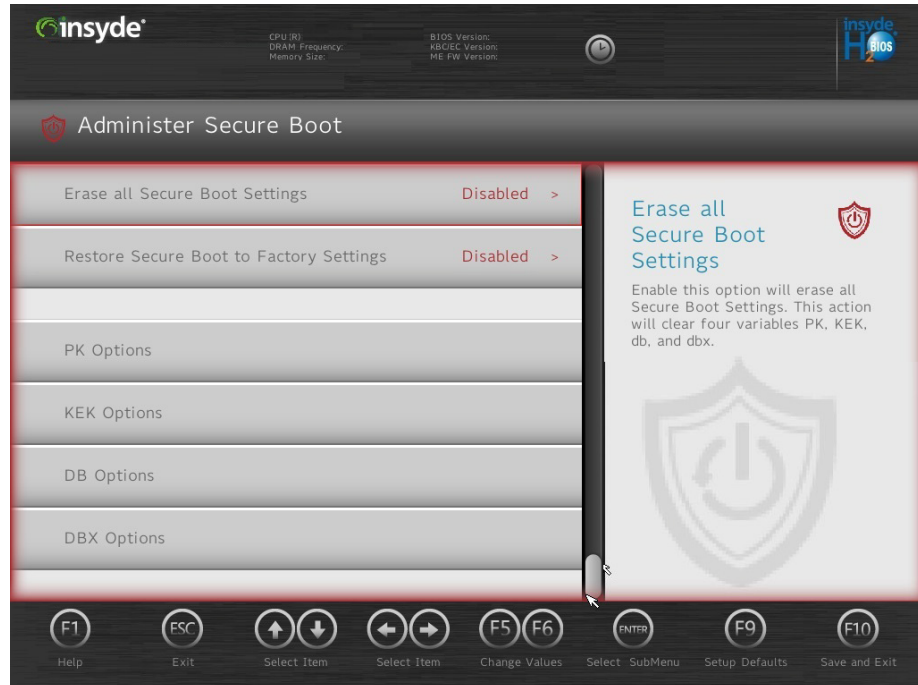 insyde
CPU (R)
DRAM Frequency:
Memory Size:
BIOS Version:
KBC/EC Version:
ME FW Version:
insyde
H2O BIOS
Administer Secure Boot
Erase all Secure Boot Settings Disabled >
Restore Secure Boot to Factory Settings Disabled >
PK Options
KEK Options
DB Options
DBX Options
Erase all
Secure Boot
Settings
Enable this option will erase all
Secure Boot Settings. This action
will clear four variables PK, KEK,
db, and dbx.
F1 ESC F5 F6 ENTER F9 F10
Help Exit Select Item Select Item Change Values Select SubMenu Setup Defaults Save and Exit